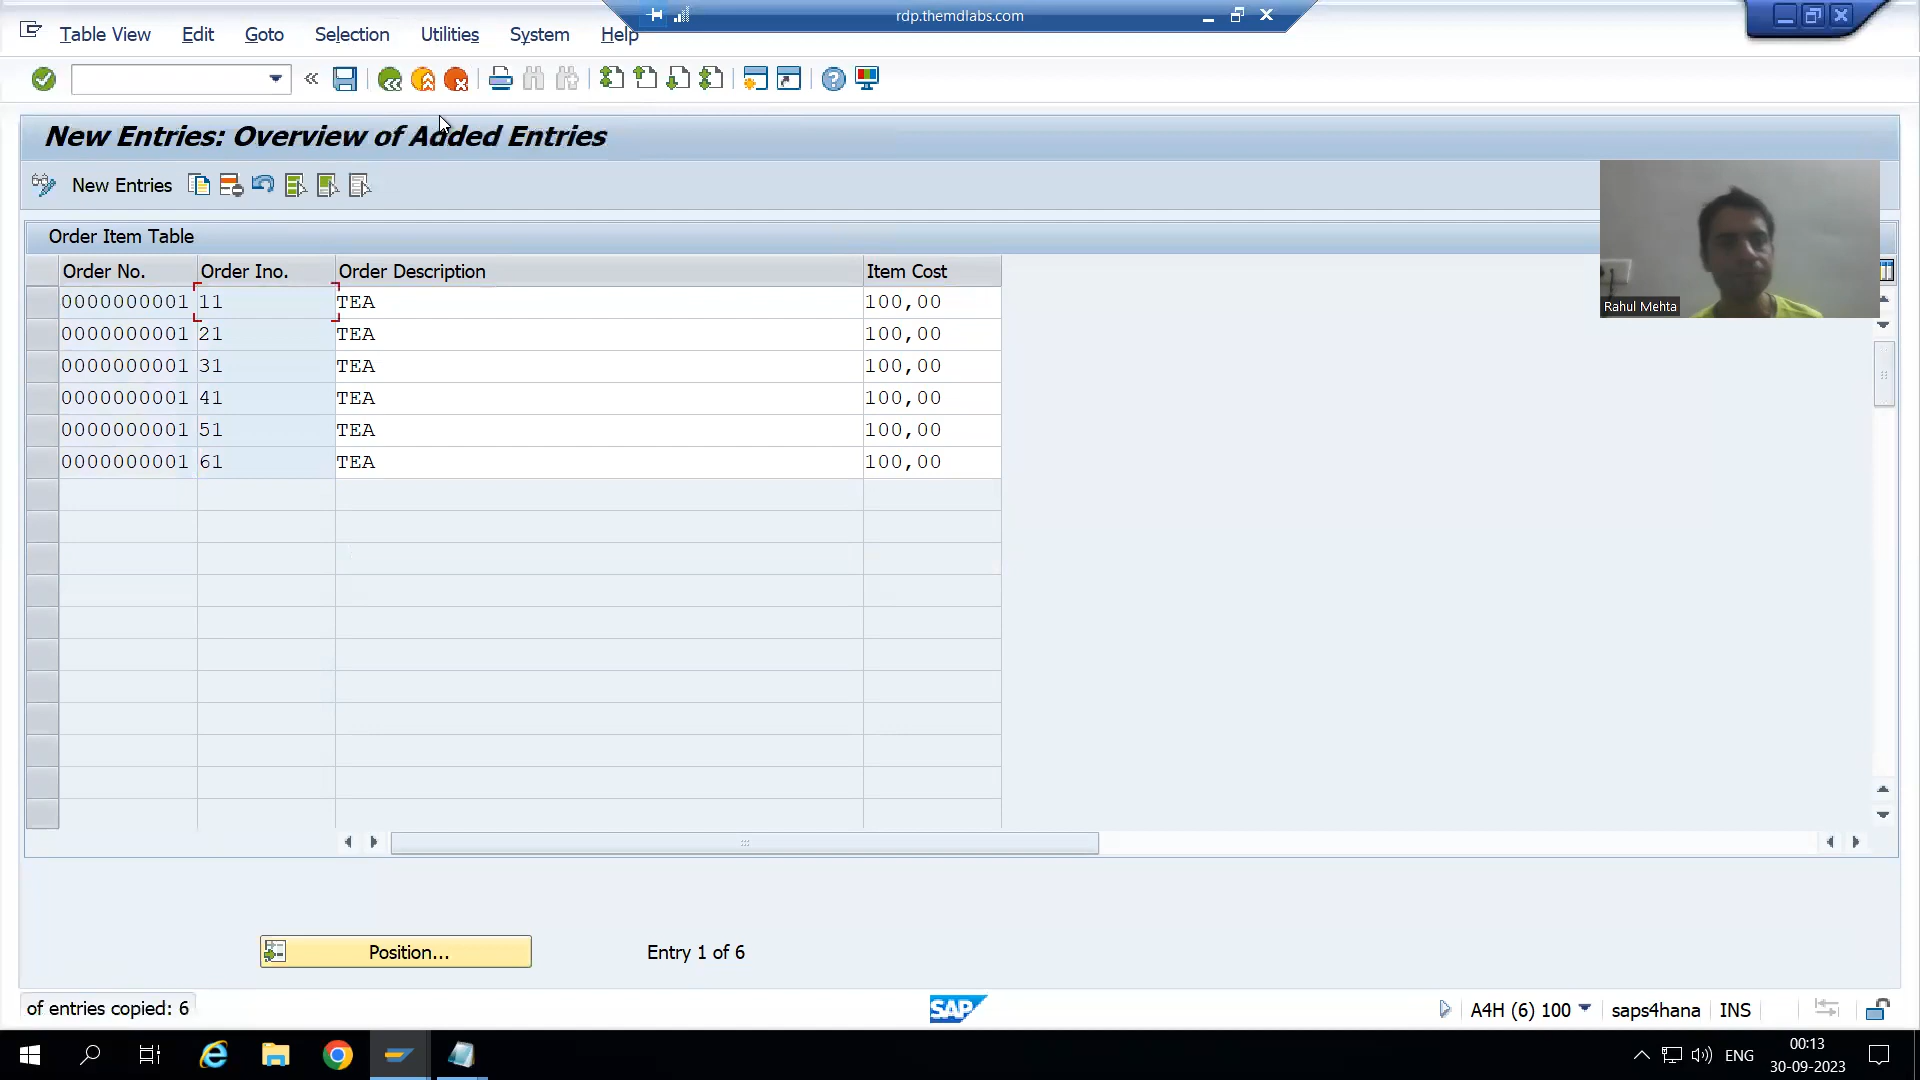 rdp.themdlabs.com
Table View Edit Goto Selection Utilities System Help
New Entries: Overview of Added Entries
New Entries
Order Item Table
Order No. Order Ino. Order Description Item Cost
0000000001 11 TEA 100,00
0000000001 21 TEA 100,00
0000000001 31 TEA 100,00
0000000001 41 TEA 100,00
0000000001 51 TEA 100,00
0000000001 61 TEA 100,00
Rahul Mehta
Position... Entry 1 of 6
of entries copied: 6 SAP A4H (6) 100 saps4hana INS
ENG 00:13
30-09-2023